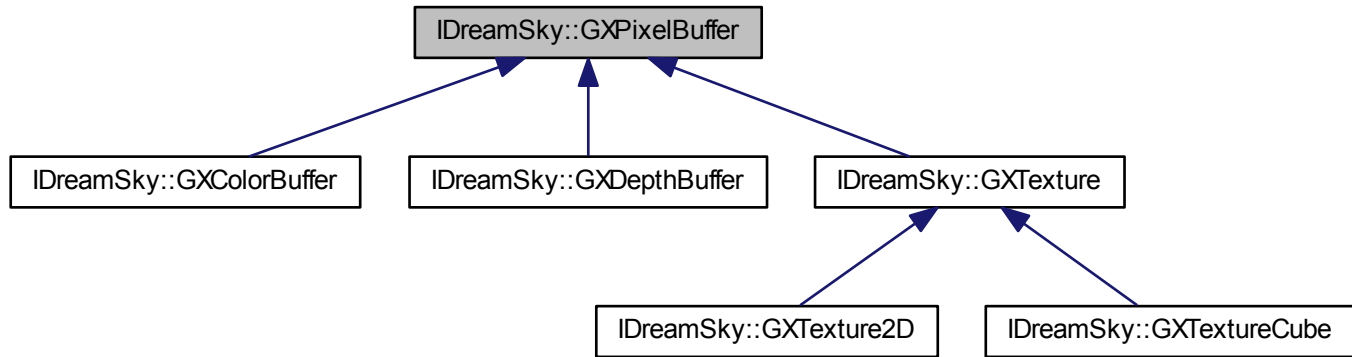 IDreamSky::GXPixelBuffer
IDreamSky::GXColorBuffer
IDreamSky::GXDepthBuffer
IDreamSky::GXTexture
IDreamSky::GXTexture2D
IDreamSky::GXTextureCube